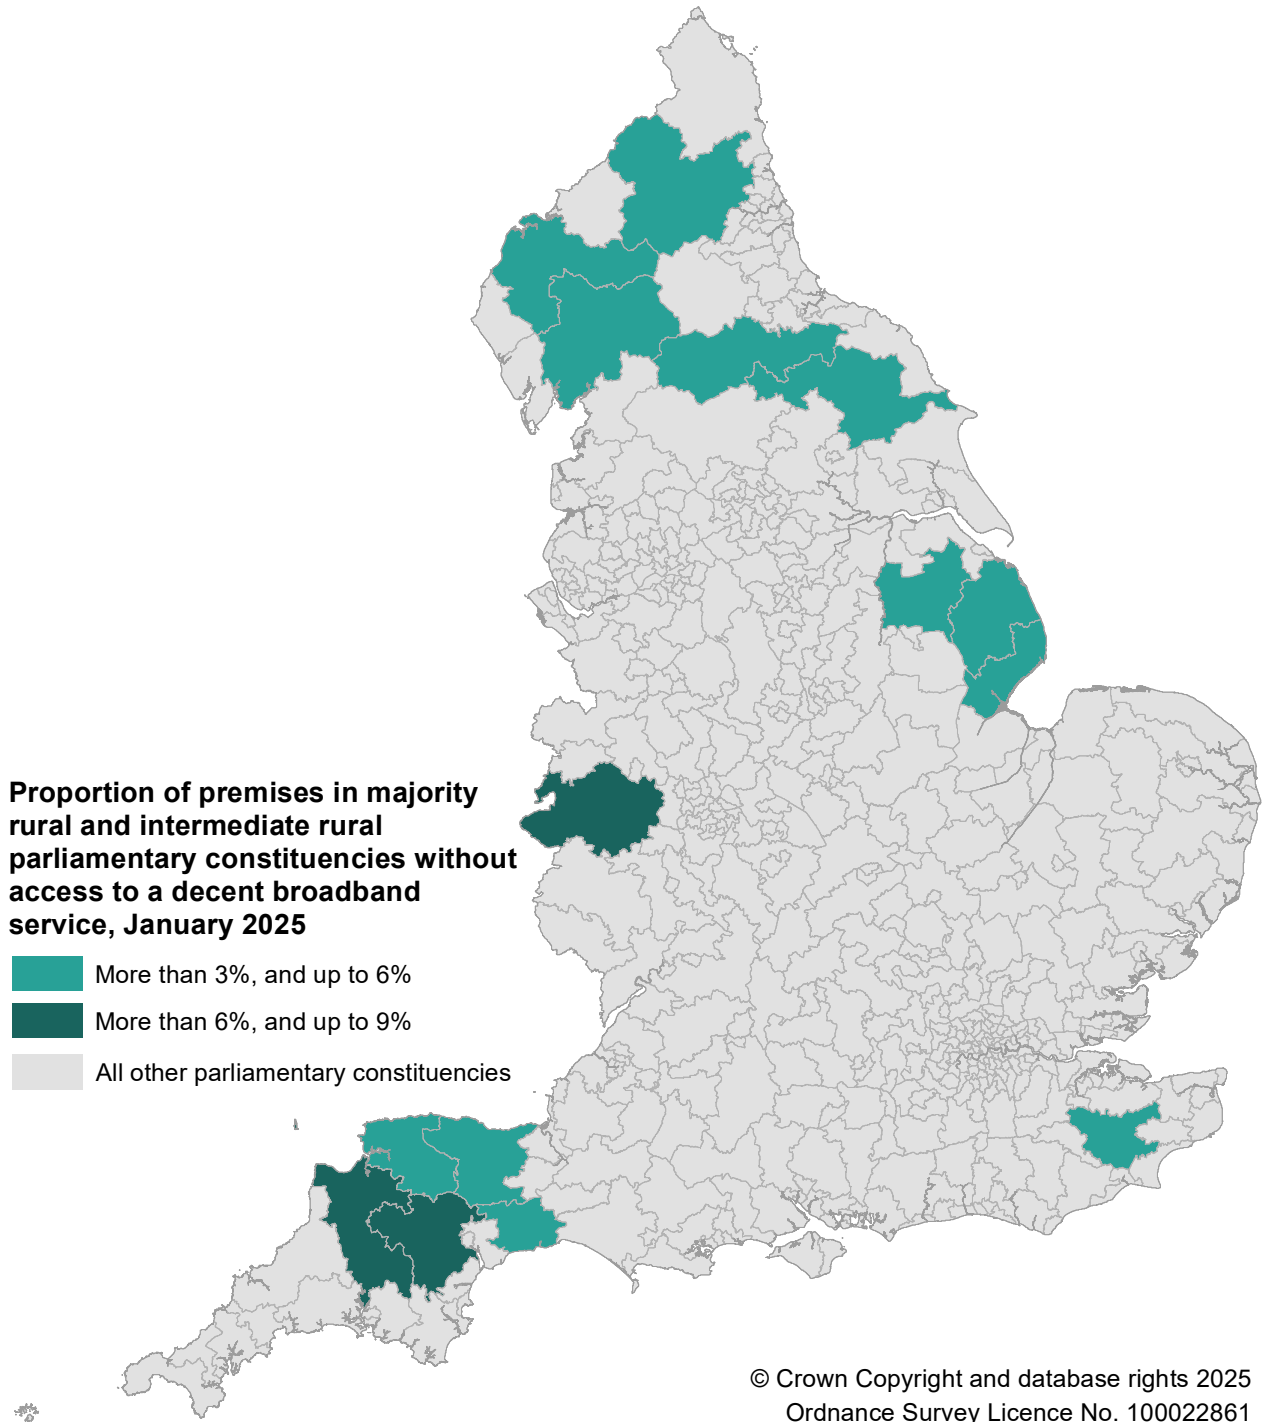 Proportion of premises in majority
rural and intermediate rural
parliamentary constituencies without
access to a decent broadband
service, January 2025
More than 3%, and up to 6%
More than 6%, and up to 9%
All other parliamentary constituencies
© Crown Copyright and database rights 2025
Ordnance Survey Licence No. 100022861